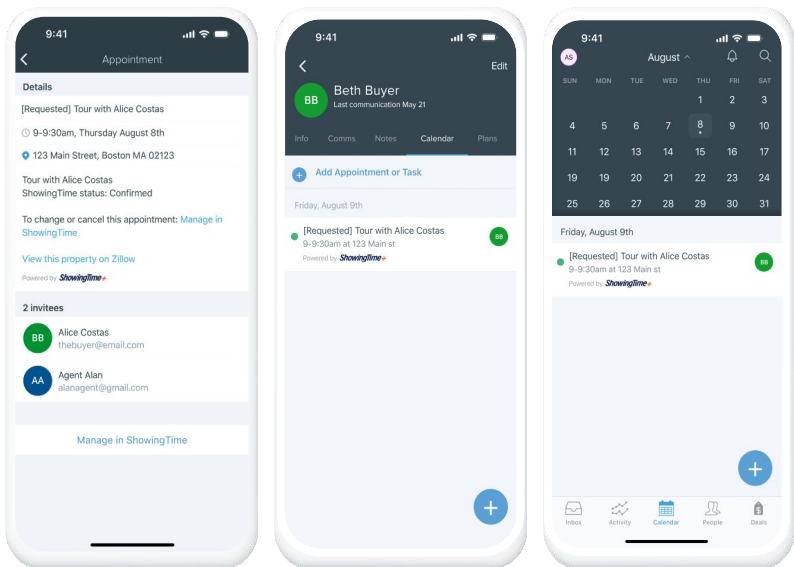 9:41
Appointment
Details
[Requested] Tour with Alice Costas
9-9:30am, Thursday August 8th
123 Main Street, Boston MA 02123
Tour with Alice Costas
ShowingTime status: Confirmed
To change or cancel this appointment: Manage in
ShowingTime
View this property on Zillow
Powered by ShowingTime+
2 invitees
BB
Alice Costas
thebuyer@email.com
AA
Agent Alan
alanagent@gmail.com
Manage in ShowingTime
9:41
Edit
BB
Beth Buyer
Last communication May 21
Info Comms Notes Calendar Plans
Add Appointment or Task
Friday, August 9th
[Requested] Tour with Alice Costas
9-9:30am at 123 Main st
BB
Powered by ShowingTime+
9:41
AS
August
SUN MON TUE WED THU FRI SAT
1 2 3
4 5 6 7 8 9 10
11 12 13 14 15 16 17
19 19 20 21 22 23 24
25 26 27 28 29 30 31
Friday, August 9th
[Requested] Tour with Alice Costas
9-9:30am at 123 Main st
BB
Powered by ShowingTime+
Inbox Activity Calendar People Deals